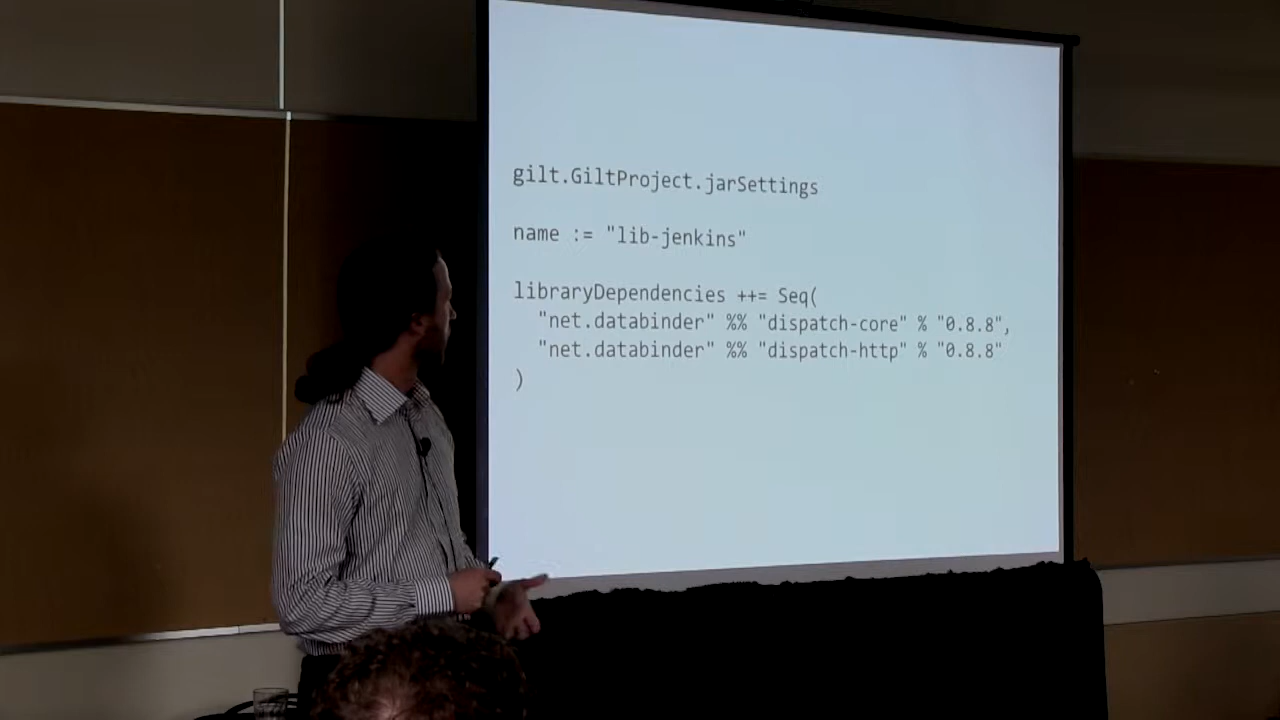 gilt.GiltProject.jarSettings
name := "lib-jenkins"
libraryDependencies ++= Seq(
"net.databinder" %% "dispatch-core" % "0.8.8",
"net.databinder" %% "dispatch-http" % "0.8.8"
)